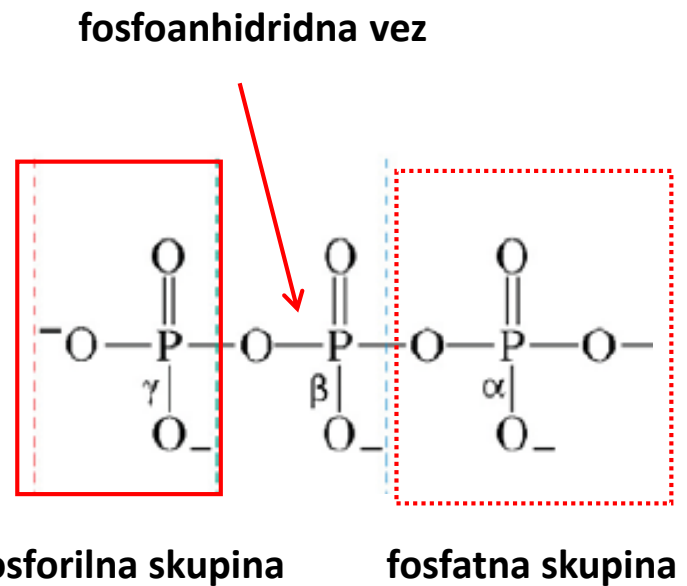 fosfoanhidridna vez
O O O
⁻O—P—O—P—O—P—O—
γ β α
O₋ O₋ O₋
osforilna skupina fosfatna skupina